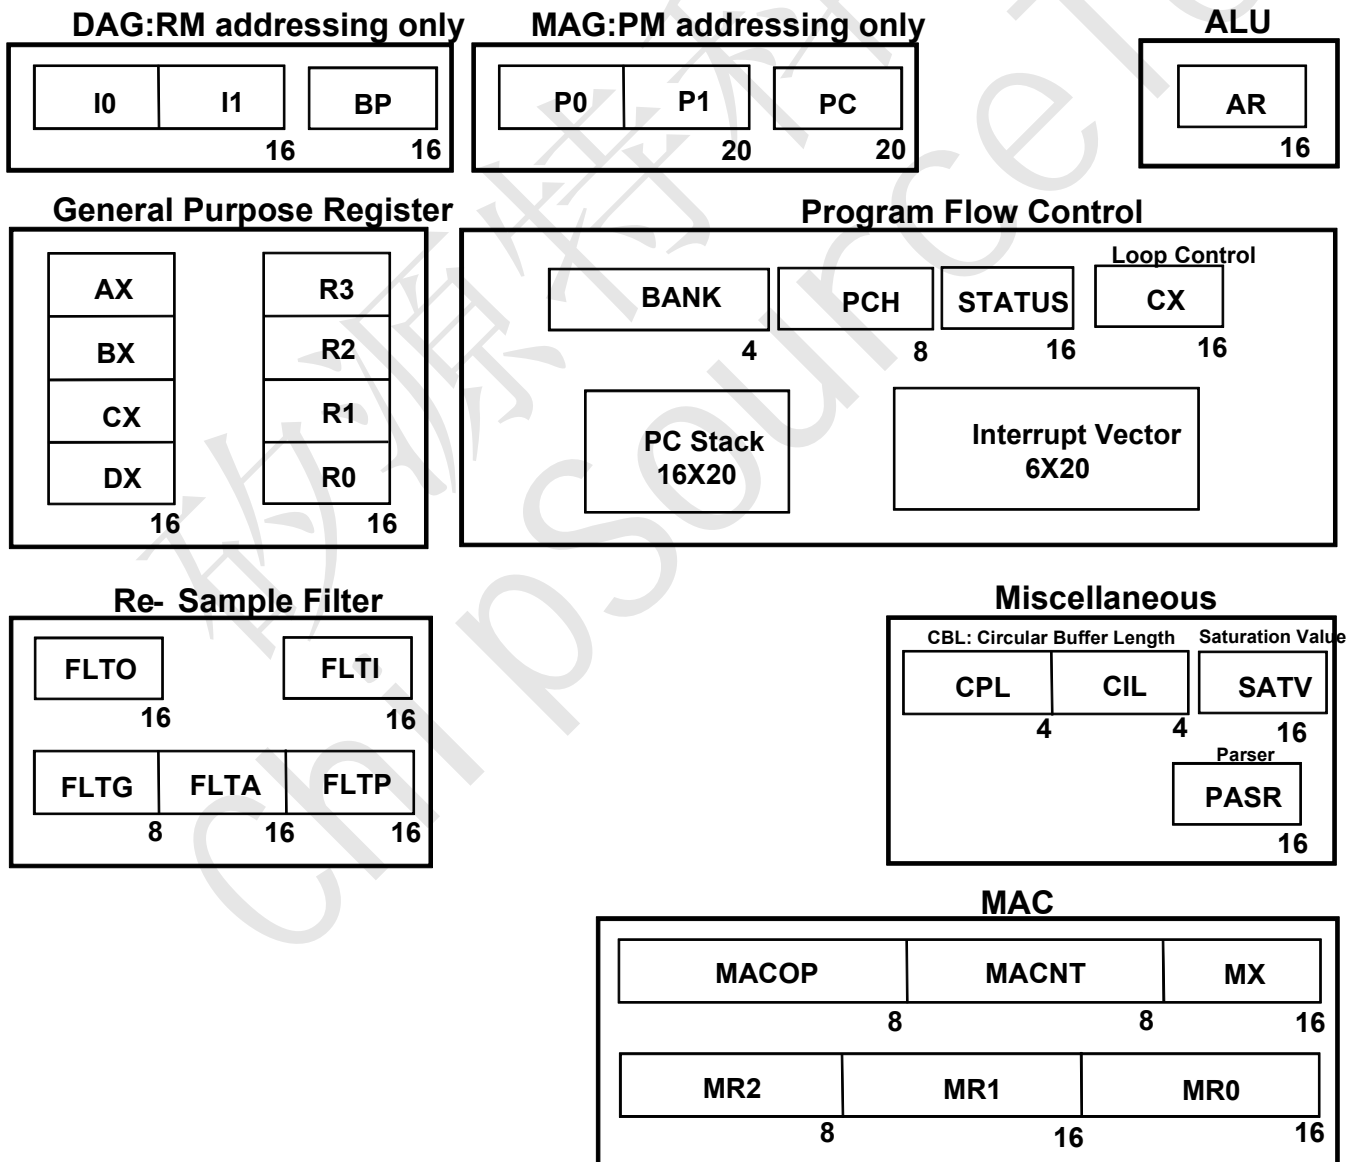 DAG:RM addressing only
MAG:PM addressing only
ALU
I0 I1 BP
16 16
P0 P1 PC
20 20
AR
16
General Purpose Register
Program Flow Control
AX R3
BX R2
CX R1
DX R0
16 16
Loop Control
BANK PCH STATUS CX
4 8 16 16
PC Stack
16X20
Interrupt Vector
6X20
Re- Sample Filter
Miscellaneous
FLTO FLTI
16 16
FLTG FLTA FLTP
8 16 16
CBL: Circular Buffer Length Saturation Value
CPL CIL SATV
4 4 16
Parser
PASR
16
MAC
MACOP MACNT MX
8 8 16
MR2 MR1 MR0
8 16 16
矽源特科
ChipSource